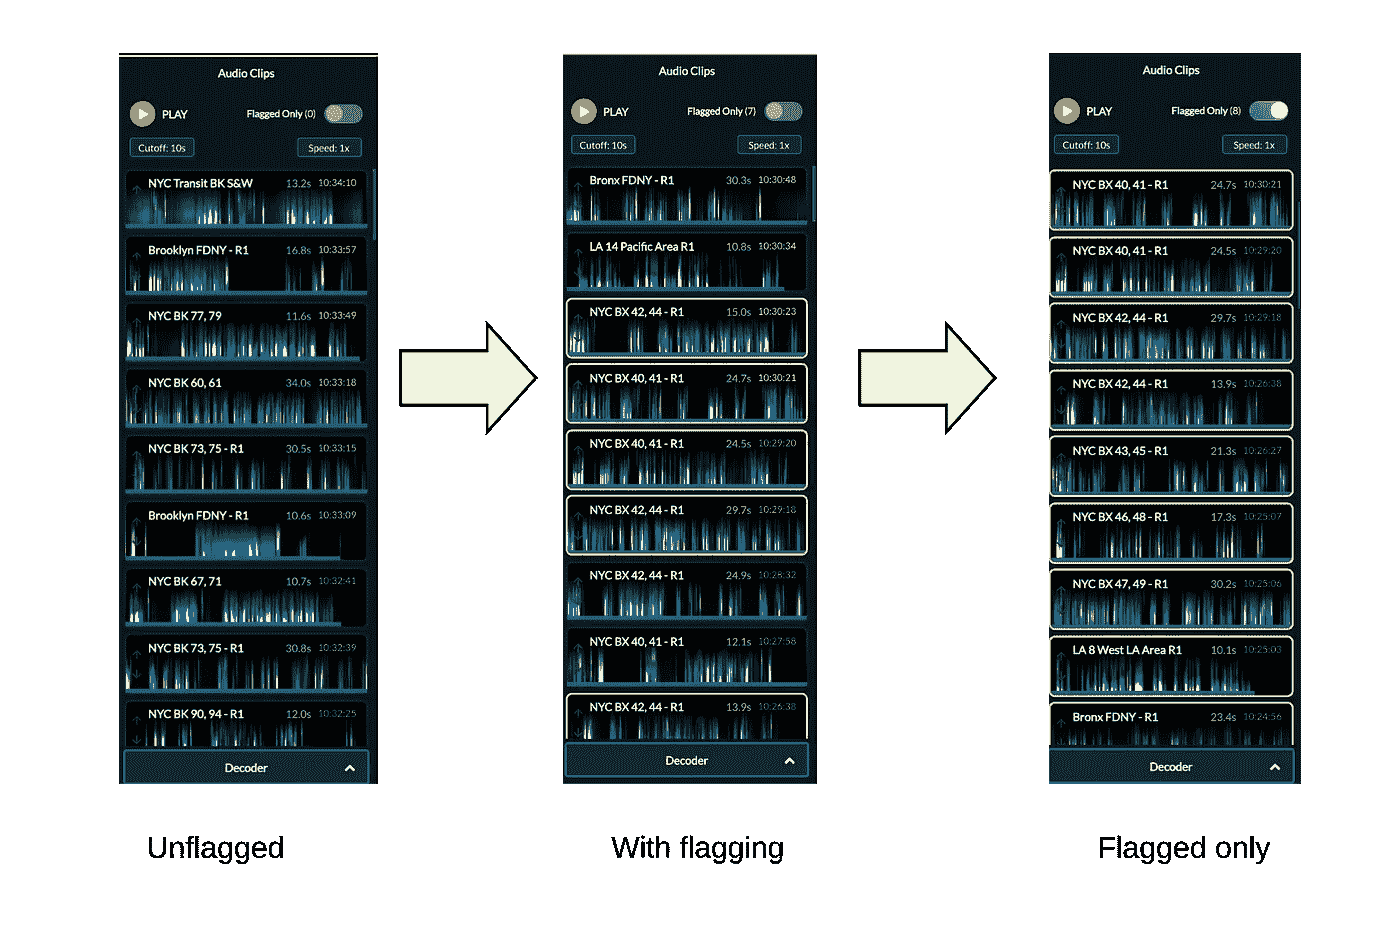 Audio Clips
PLAY
Flagged Only (0)
Cutoff: 10s
Speed: 1x
NYC Transit BK S&W 13.2s 10:34:10
Brooklyn FDNY - R1 16.8s 10:33:57
NYC BK 77, 79 11.6s 10:33:49
NYC BK 60, 61 34.0s 10:33:18
NYC BK 73, 75 - R1 30.5s 10:33:15
Brooklyn FDNY - R1 10.6s 10:33:09
NYC BK 67, 71 10.7s 10:32:41
NYC BK 73, 75 - R1 30.8s 10:32:39
NYC BK 90, 94 - R1 12.0s 10:32:25
Decoder
Unflagged
Audio Clips
PLAY
Flagged Only (7)
Cutoff: 10s
Speed: 1x
Bronx FDNY - R1 30.3s 10:30:48
LA 14 Pacific Area R1 10.8s 10:30:34
NYC BX 42, 44 - R1 15.0s 10:30:23
NYC BX 40, 41 - R1 24.7s 10:30:21
NYC BX 40, 41 - R1 24.5s 10:29:20
NYC BX 42, 44 - R1 29.7s 10:29:18
NYC BX 42, 44 - R1 24.9s 10:28:32
NYC BX 40, 41 - R1 12.1s 10:27:58
NYC BX 42, 44 - R1 13.9s 10:26:38
Decoder
With flagging
Audio Clips
PLAY
Flagged Only (8)
Cutoff: 10s
Speed: 1x
NYC BX 40, 41 - R1 24.7s 10:30:21
NYC BX 40, 41 - R1 24.5s 10:29:20
NYC BX 42, 44 - R1 29.7s 10:29:18
NYC BX 42, 44 - R1 13.9s 10:26:38
NYC BX 43, 45 - R1 21.3s 10:26:27
NYC BX 46, 48 - R1 17.3s 10:25:07
NYC BX 47, 49 - R1 30.2s 10:25:06
LA 8 West LA Area R1 10.1s 10:25:03
Bronx FDNY - R1 23.4s 10:24:56
Decoder
Flagged only